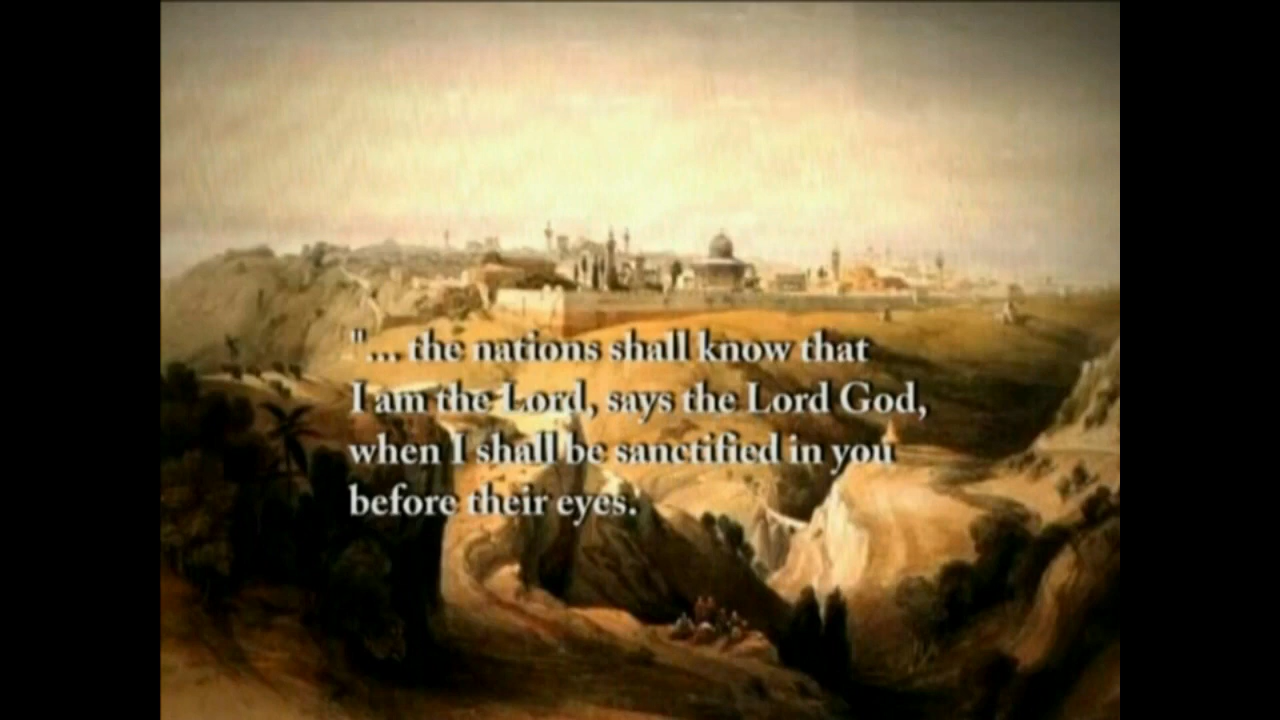 "... the nations shall know that
I am the Lord, says the Lord God,
when I shall be sanctified in you
before their eyes.